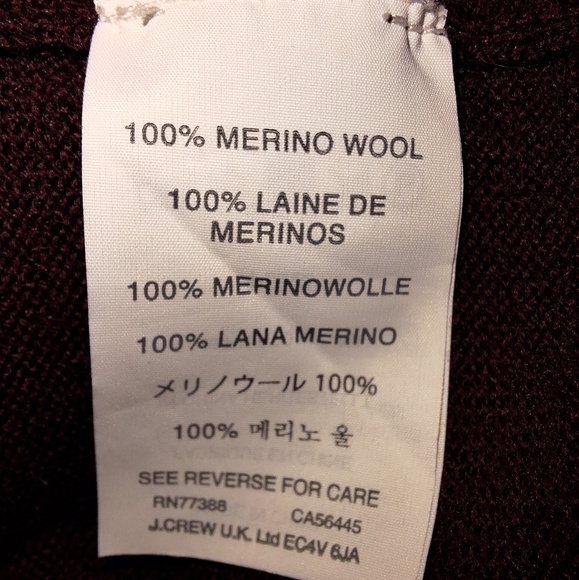 100% MERINO WOOL
100% LAINE DE
MERINOS
100% MERINOWOLLE
100% LANA MERINO
メリノウール 100%
100% 메리노 울
SEE REVERSE FOR CARE
RN77388 CA56445
J.CREW U.K. Ltd EC4V 6JA